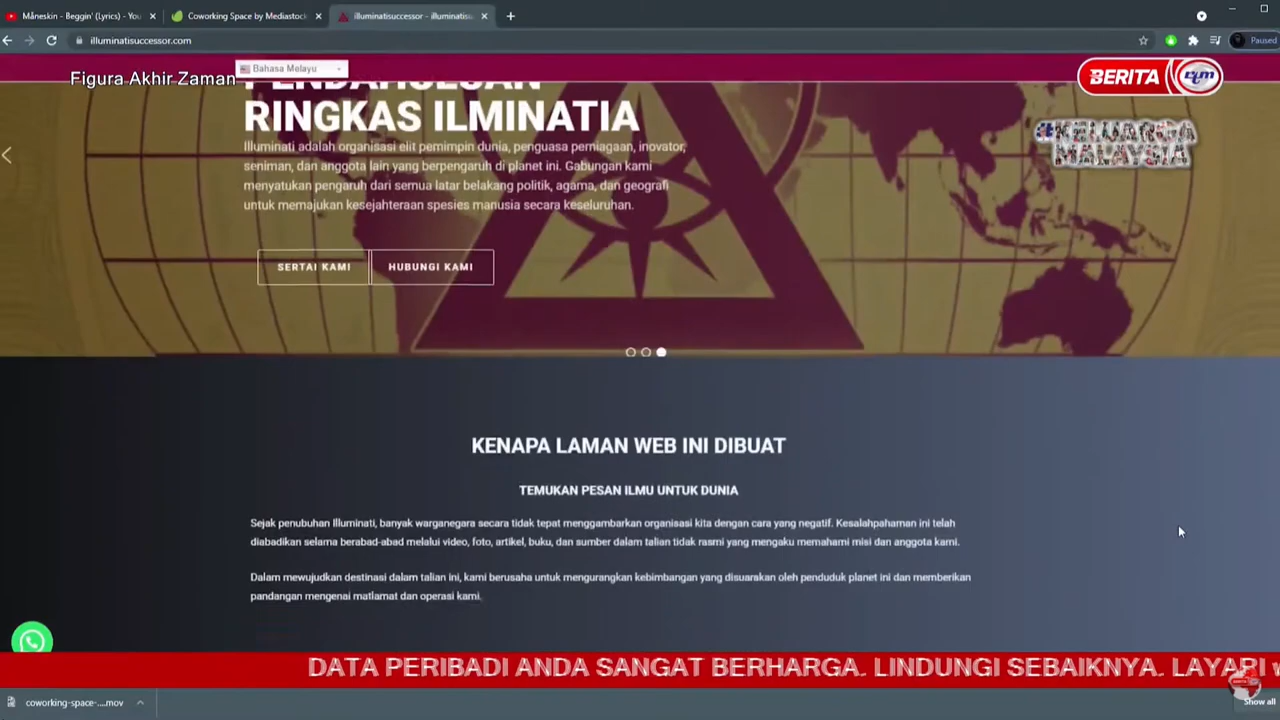 Måneskin - Beggin' (Lyrics) - You
Coworking Space by Mediastock
illuminatisuccessor - illuminatis
illuminatisuccessor.com
Paused
Bahasa Melayu
Figura Akhir Zaman
BERITA rtm
#KELUARGA
MALAYSIA
PENDAHULUAN
RINGKAS ILMINATIA
Illuminati adalah organisasi elit pemimpin dunia, penguasa perniagaan, inovator,
seniman, dan anggota lain yang berpengaruh di planet ini. Gabungan kami
menyatukan pengaruh dari semua latar belakang politik, agama, dan geografi
untuk memajukan kesejahteraan spesies manusia secara keseluruhan.
SERTAI KAMI
HUBUNGI KAMI
KENAPA LAMAN WEB INI DIBUAT
TEMUKAN PESAN ILMU UNTUK DUNIA
Sejak penubuhan Illuminati, banyak warganegara secara tidak tepat menggambarkan organisasi kita dengan cara yang negatif. Kesalahpahaman ini telah
diabadikan selama berabad-abad melalui video, foto, artikel, buku, dan sumber dalam talian tidak rasmi yang mengaku memahami misi dan anggota kami.
Dalam mewujudkan destinasi dalam talian ini, kami berusaha untuk mengurangkan kebimbangan yang disuarakan oleh penduduk planet ini dan memberikan
pandangan mengenai matlamat dan operasi kami.
DATA PERIBADI ANDA SANGAT BERHARGA. LINDUNGI SEBAIKNYA. LAYARI w
coworking-space-....mov
Show all